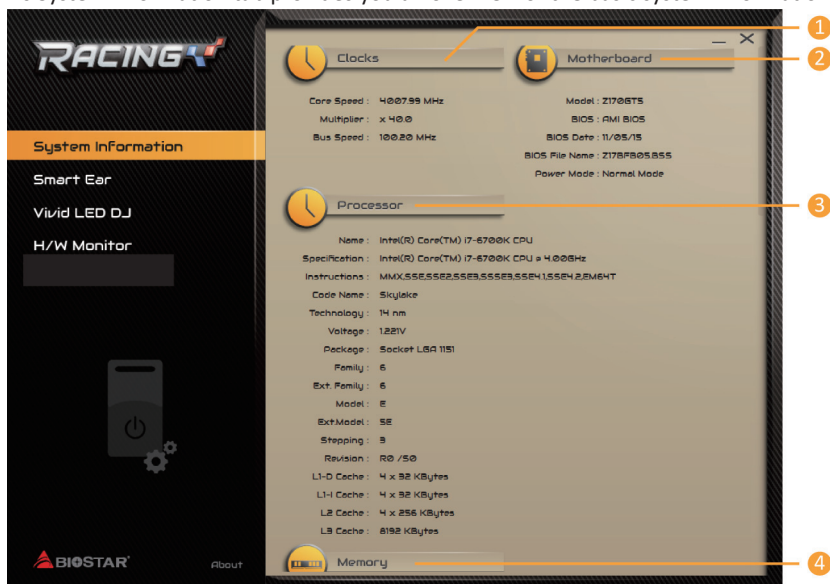 RACING
System Information
Smart Ear
Vivid LED DJ
H/W Monitor
BIOSTAR
About
Clocks
Core Speed : 4007.99 MHz
Multiplier : x 40.0
Bus Speed : 100.20 MHz
Motherboard
Model : Z170GT5
BIOS : AMI BIOS
BIOS Date : 11/05/15
BIOS File Name : Z17BFB05.BSS
Power Mode : Normal Mode
Processor
Name : Intel(R) Core(TM) i7-6700K CPU
Specification : Intel(R) Core(TM) i7-6700K CPU @ 4.00GHz
Instructions : MMX,SSE,SSE2,SSE3,SSSE3,SSE4.1,SSE4.2,EM64T
Code Name : Skylake
Technology : 14 nm
Voltage : 1.221V
Package : Socket LGA 1151
Family : 6
Ext. Family : 6
Model : E
Ext.Model : 5E
Stepping : 3
Revision : R0 /S0
L1-D Cache : 4 x 32 KBytes
L1-I Cache : 4 x 32 KBytes
L2 Cache : 4 x 256 KBytes
L3 Cache : 8192 KBytes
Memory
1
2
3
4